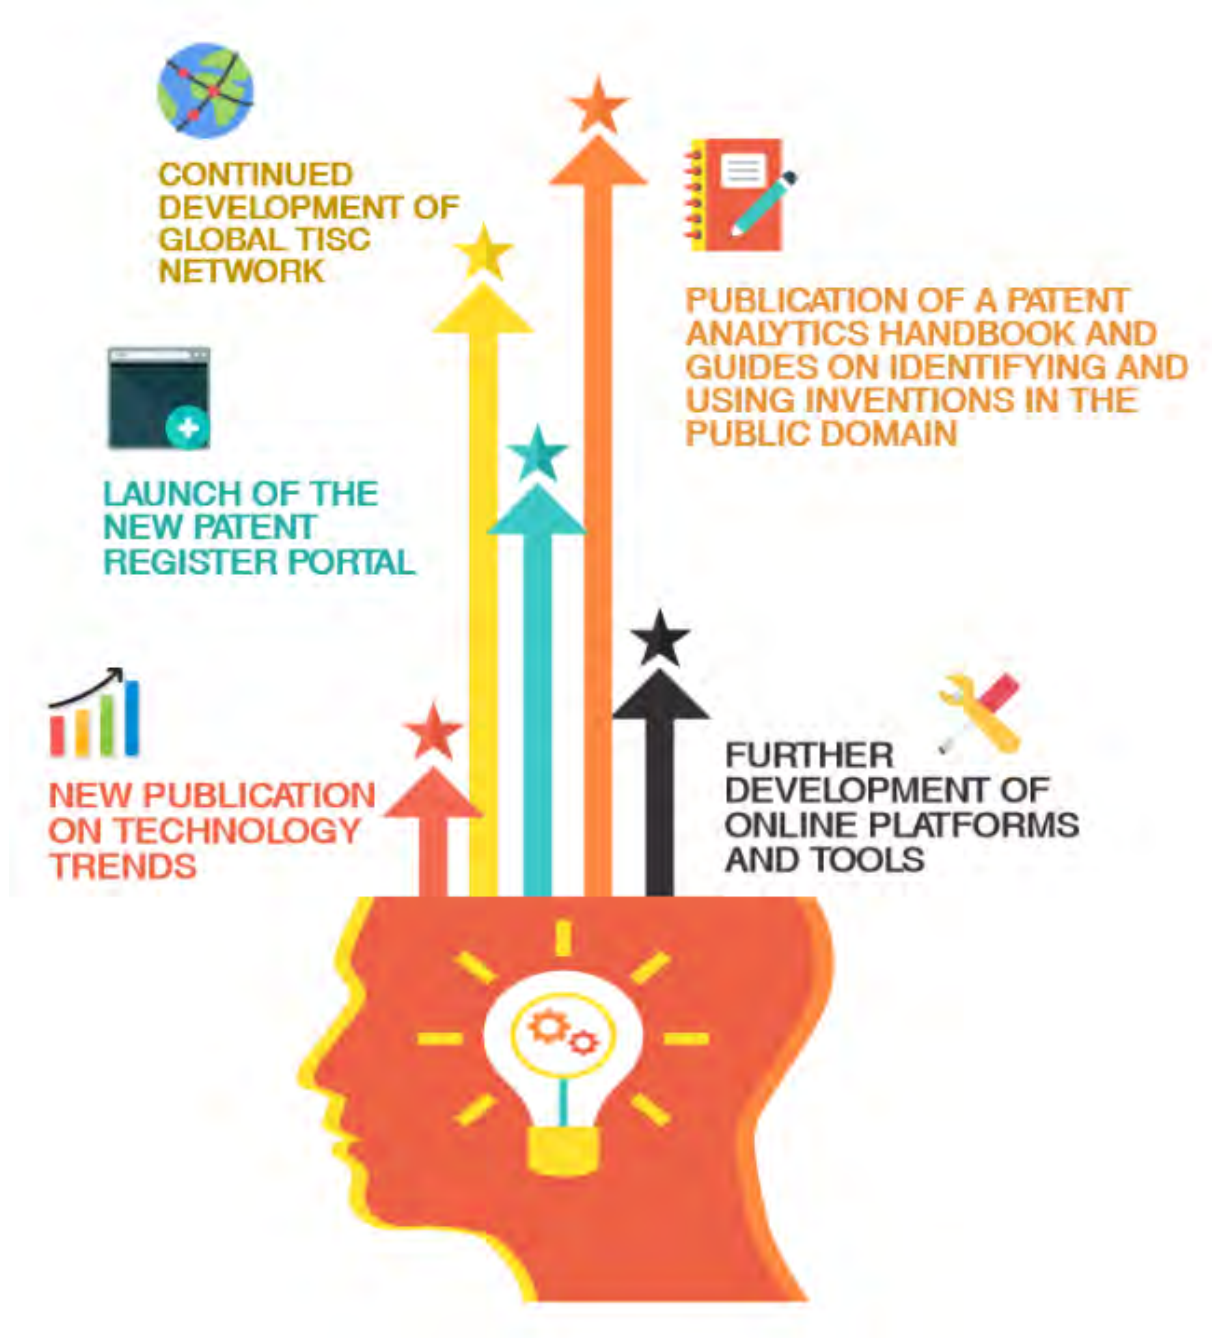 CONTINUED
DEVELOPMENT OF
GLOBAL TISC
NETWORK
PUBLICATION OF A PATENT
ANALYTICS HANDBOOK AND
GUIDES ON IDENTIFYING AND
USING INVENTIONS IN THE
PUBLIC DOMAIN
LAUNCH OF THE
NEW PATENT
REGISTER PORTAL
NEW PUBLICATION
ON TECHNOLOGY
TRENDS
FURTHER
DEVELOPMENT OF
ONLINE PLATFORMS
AND TOOLS